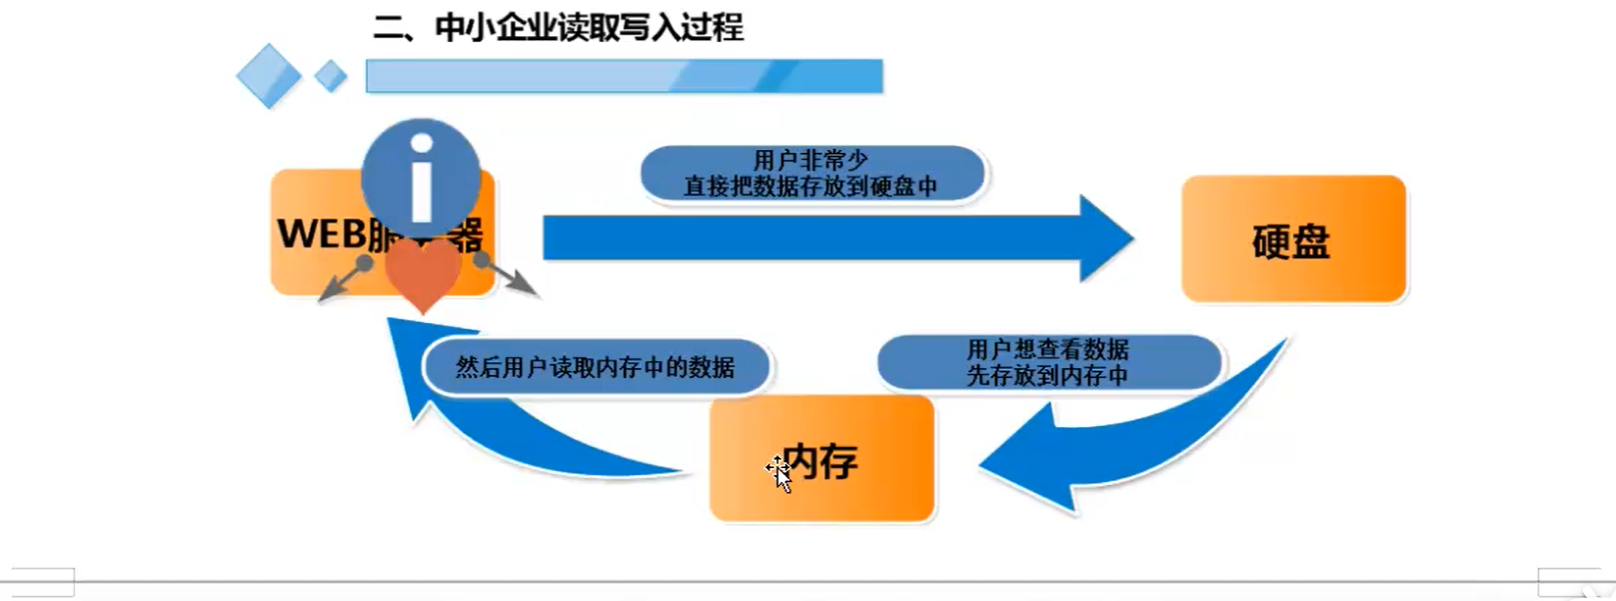 二、中小企业读取写入过程
用户非常少
直接把数据存放到硬盘中
WEB服 器
硬盘
然后用户读取内存中的数据
用户想查看数据
先存放到内存中
内存